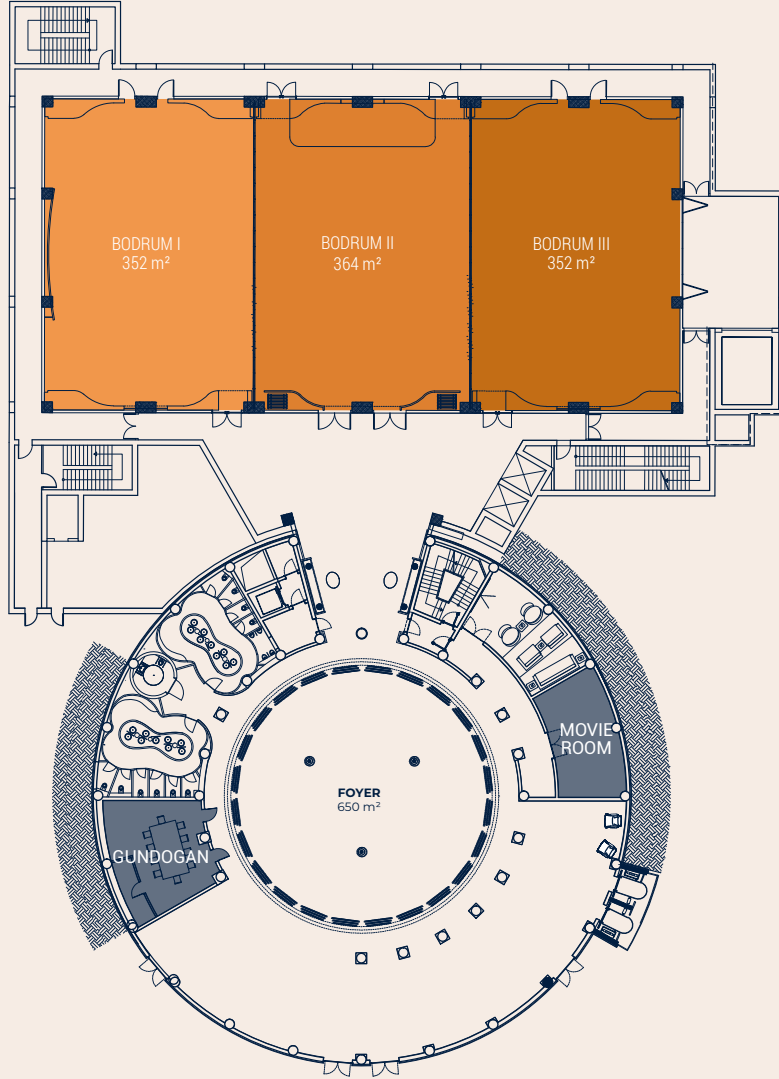 BODRUM I
352 m²
BODRUM II
364 m²
BODRUM III
352 m²
MOVIE
ROOM
FOYER
650 m²
GUNDOGAN